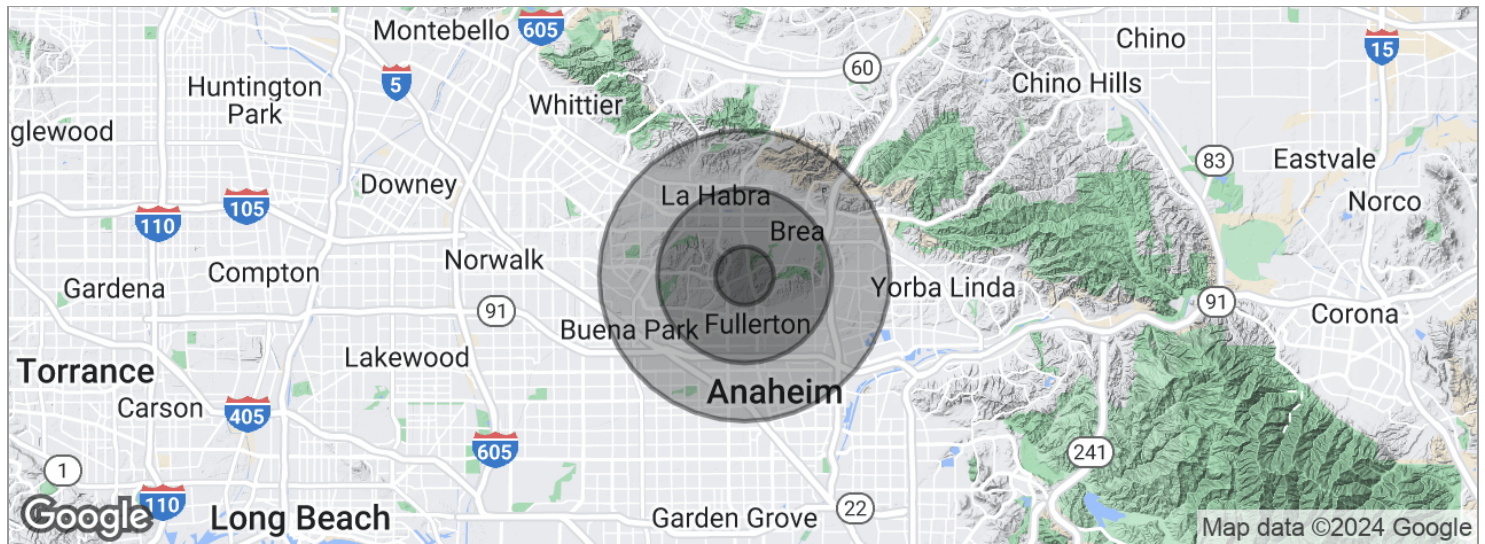 Montebello
605
Chino
15
5
60
Huntington
Park
Whittier
Chino Hills
glewood
83
Eastvale
Downey
La Habra
Norco
105
110
Brea
Norwalk
Compton
Gardena
Yorba Linda
91
91
Corona
Buena Park
Fullerton
Lakewood
Torrance
Anaheim
Carson
405
605
241
1
110
22
Google
Long Beach
Garden Grove
Map data ©2024 Google